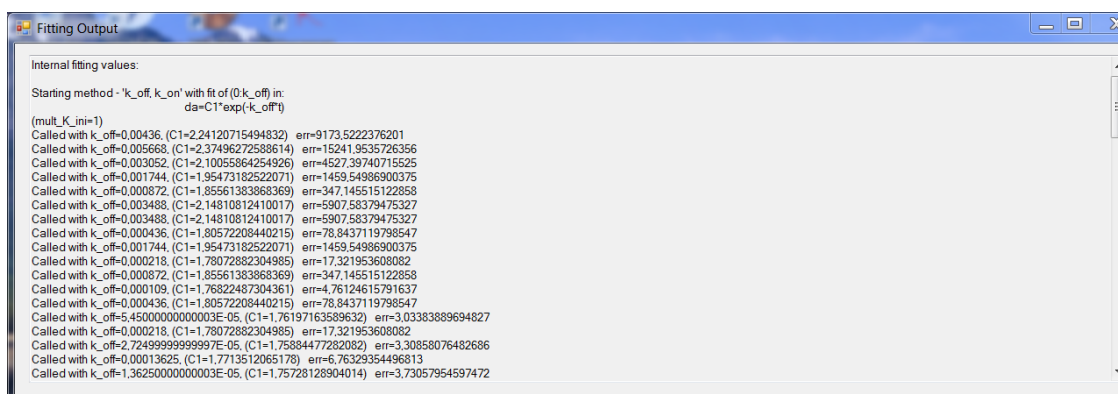 Fitting Output
Internal fitting values:
Starting method - 'k_off, k_on' with fit of (0:k_off) in:
da=C1*exp(-k_off*t)
(mult_K_ini=1)
Called with k_off=0,00436, (C1=2,24120715494832) err=9173,5222376201
Called with k_off=0,005668, (C1=2,37496272588614) err=15241,9535726356
Called with k_off=0,003052, (C1=2,10055864254926) err=4527,39740715525
Called with k_off=0,001744, (C1=1,95473182522071) err=1459,54986900375
Called with k_off=0,000872, (C1=1,85561383868369) err=347,145515122858
Called with k_off=0,003488, (C1=2,14810812410017) err=5907,58379475327
Called with k_off=0,003488, (C1=2,14810812410017) err=5907,58379475327
Called with k_off=0,000436, (C1=1,80572208440215) err=78,8437119798547
Called with k_off=0,001744, (C1=1,95473182522071) err=1459,54986900375
Called with k_off=0,000218, (C1=1,78072882304985) err=17,321953608082
Called with k_off=0,000872, (C1=1,85561383868369) err=347,145515122858
Called with k_off=0,000109, (C1=1,76822487304361) err=4,76124615791637
Called with k_off=0,000436, (C1=1,80572208440215) err=78,8437119798547
Called with k_off=5,45000000000003E-05, (C1=1,76197163589632) err=3,03383889694827
Called with k_off=0,000218, (C1=1,78072882304985) err=17,321953608082
Called with k_off=2,72499999999997E-05, (C1=1,75884477282082) err=3,30858076482686
Called with k_off=0,00013625, (C1=1,7713512065178) err=6,76329354496813
Called with k_off=1,36250000000003E-05, (C1=1,75728128904014) err=3,73057954597472